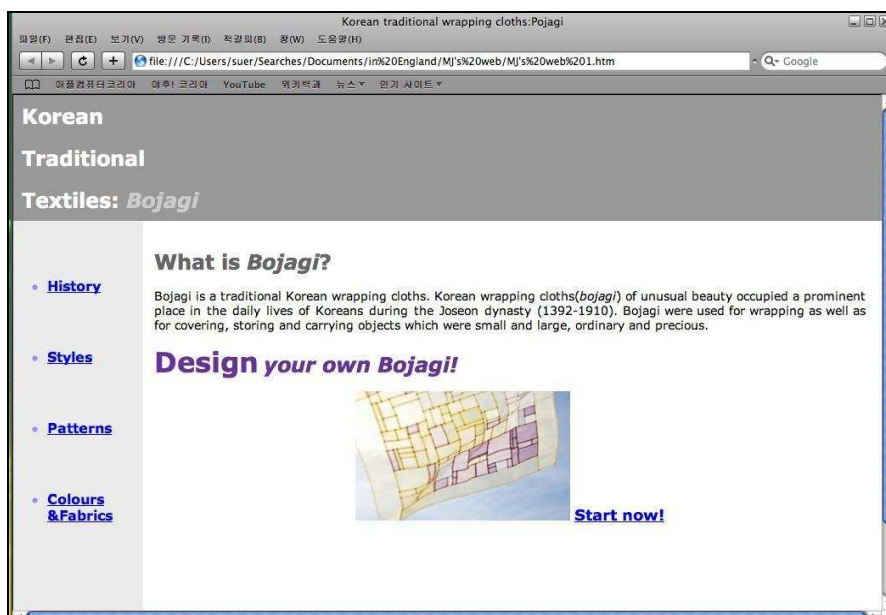 Korean traditional wrapping cloths:Pojagi
파일(F) 편집(E) 보기(V) 방문 기록(I) 책갈피(B) 창(W) 도움말(H)
file:///C:/Users/suer/Searches/Documents/in%20England/MJ's%20web/MJ's%20web%201.htm
Google
애플컴퓨터코리아 야후! 코리아 YouTube 위키백과 뉴스 인기 사이트
Korean
Traditional
Textiles: Bojagi
History
Styles
Patterns
Colours
&Fabrics
What is Bojagi?
Bojagi is a traditional Korean wrapping cloths. Korean wrapping cloths(bojagi) of unusual beauty occupied a prominent
place in the daily lives of Koreans during the Joseon dynasty (1392-1910). Bojagi were used for wrapping as well as
for covering, storing and carrying objects which were small and large, ordinary and precious.
Design your own Bojagi!
Start now!